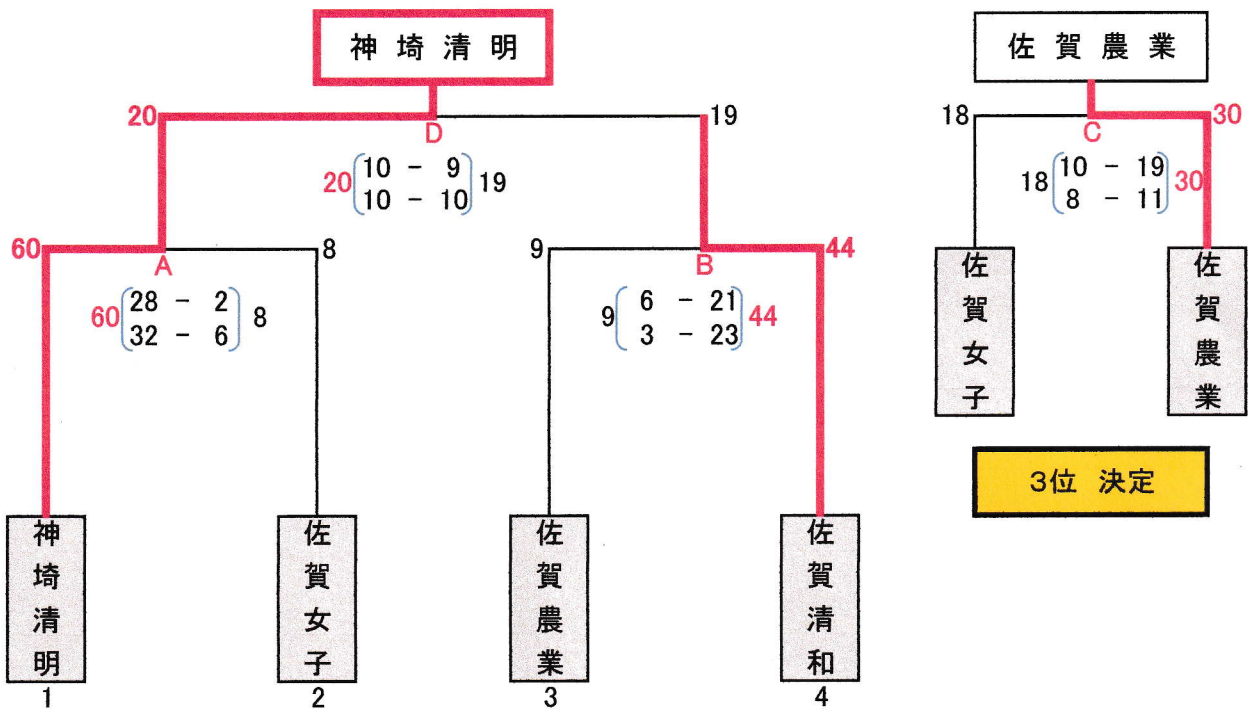 神埼清明
20
D
19
20 10 - 9 19
10 - 10
60
A
8
60 28 - 2 8
32 - 6
9
B
44
9 6 - 21 44
3 - 23
神埼清明
1
佐賀女子
2
佐賀農業
3
佐賀清和
4
佐賀農業
18
C
30
18 10 - 19 30
8 - 11
佐賀女子
佐賀農業
3位 決定